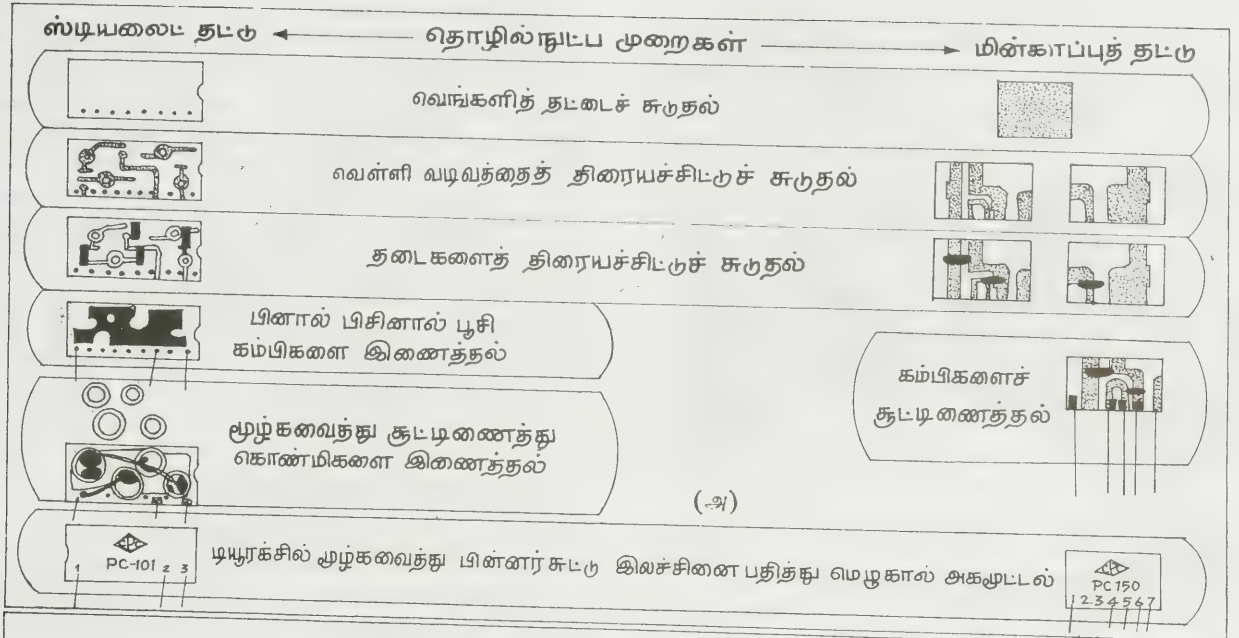 ஸ்டியலைட் தட்டு தொழில்நுட்ப முறைகள் மின்காப்புத் தட்டு
வெங்களித் தட்டைச் சுடுதல்
வெள்ளி வடிவத்தைத் திரையச்சிட்டுச் சுடுதல்
தடைகளைத் திரையச்சிட்டுச் சுடுதல்
பினால் பிசினால் பூசி
கம்பிகளை இணைத்தல்
கம்பிகளைச்
சூட்டிணைத்தல்
மூழ்கவைத்து சூட்டிணைத்து
கொண்மிகளை இணைத்தல்
(அ)
CPC
PC-101
1 2 3
டியூரக்சில் மூழ்கவைத்து பின்னர் சுட்டு இலச்சினை பதித்து மெழுகால் அகமூட்டல்
PC 150
1 2 3 4 5 6 7